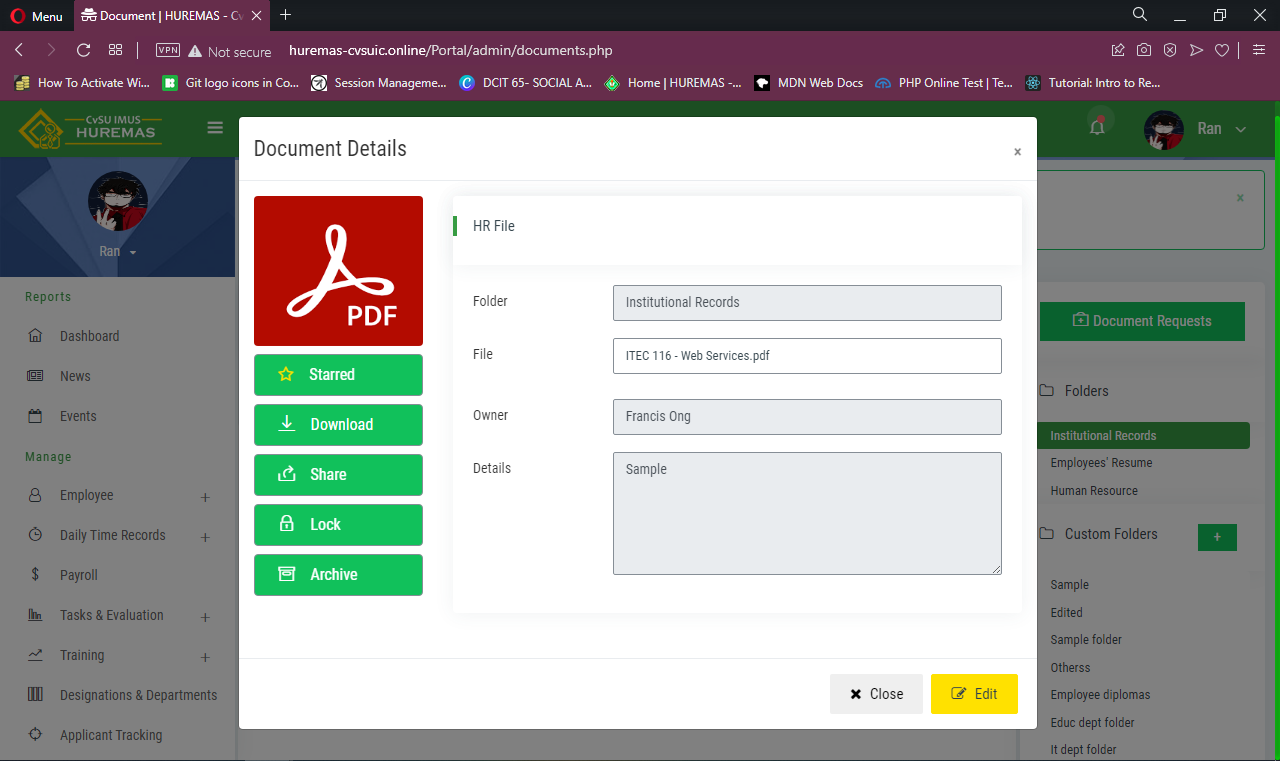 Menu
Document | HUREMAS - Cv
VPN Not secure huremas-cvsuic.online/Portal/admin/documents.php
How To Activate Wi... Git logo icons in Co... Session Manageme... DCIT 65- SOCIAL A... Home | HUREMAS -... MDN Web Docs PHP Online Test | Te... Tutorial: Intro to Re...
CvSU IMUS
HUREMAS
Ran
Ran
Reports
Dashboard
News
Events
Manage
Employee +
Daily Time Records +
Payroll
Tasks & Evaluation +
Training +
Designations & Departments
Applicant Tracking
Document Details
×
PDF
Starred
Download
Share
Lock
Archive
HR File
Folder Institutional Records
File ITEC 116 - Web Services.pdf
Owner Francis Ong
Details Sample
Close
Edit
×
Document Requests
Folders
Institutional Records
Employees' Resume
Human Resource
Custom Folders +
Sample
Edited
Sample folder
Otherss
Employee diplomas
Educ dept folder
It dept folder